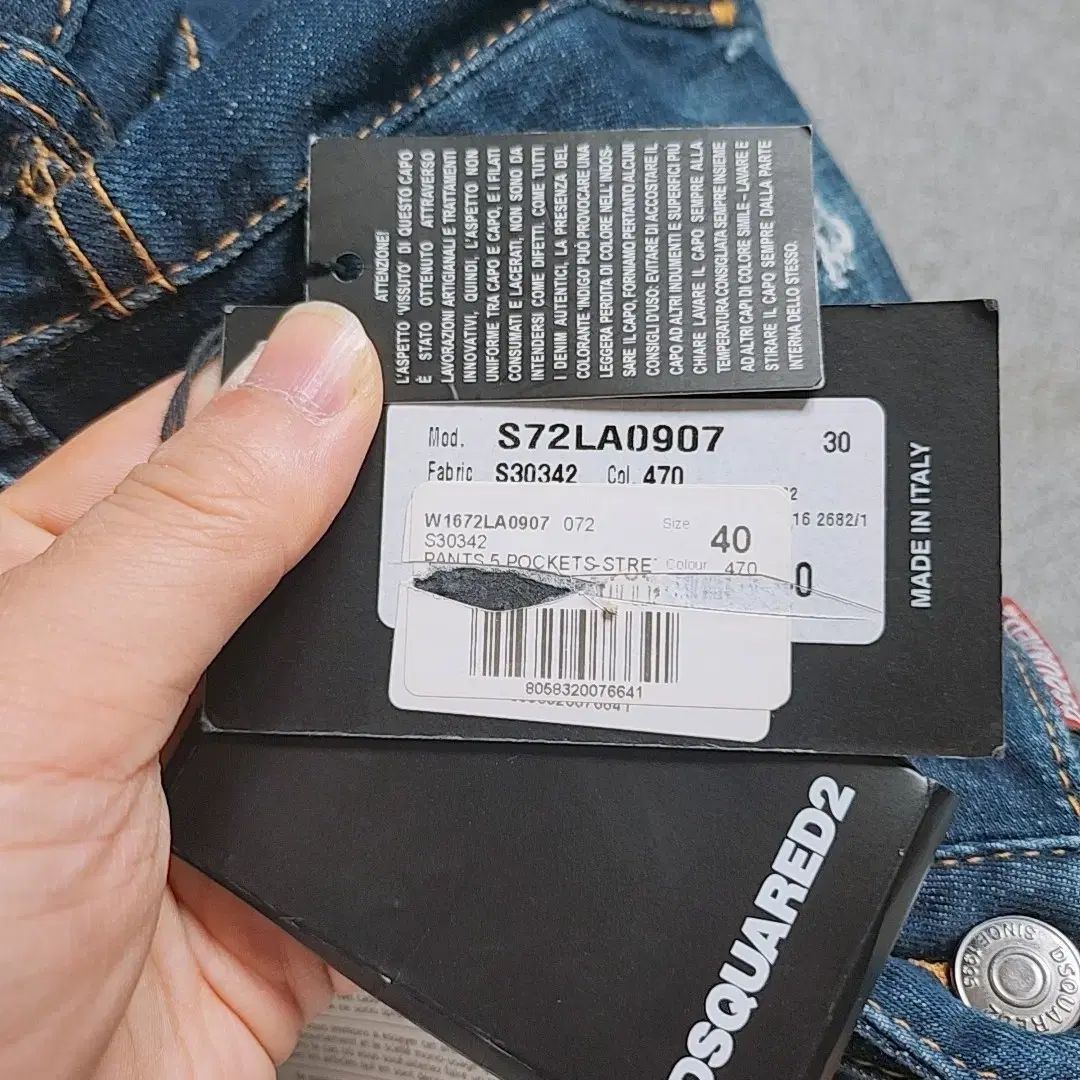 ATTENZIONE!
L'ASPETTO 'VISSUTO' DI QUESTO CAPO
È STATO OTTENUTO ATTRAVERSO
LAVORAZIONI ARTIGIANALI E TRATTAMENTI
INNOVATIVI, QUINDI, L'ASPETTO NON
UNIFORME TRA CAPO E CAPO, E I FILATI
CONSUMATI E LACERATI, NON SONO DA
INTENDERSI COME DIFETTI. COME TUTTI
I DENIM AUTENTICI, LA PRESENZA DEL
COLORANTE INDIGO PUÒ PROVOCARE UNA
LEGGERA PERDITA DI COLORE NELL'INDOS-
SARE IL CAPO, FORNIAMO PERTANTO ALCUNI
CONSIGLI D'USO: EVITARE DI ACCOSTARE IL
CAPO AD ALTRI INDUMENTI E SUPERFICI PIÙ
CHIARE LAVARE IL CAPO SEMPRE ALLA
TEMPERATURA CONSIGLIATA SEMPRE INSIEME
AD ALTRI CAPI DI COLORE SIMILE - LAVARE E
STIRARE IL CAPO SEMPRE DALLA PARTE
INTERNA DELLO STESSO.
Mod. S72LA0907 30
Fabric S30342 Col. 470
16 2682/1
0
W1672LA0907 072 Size 40
S30342
PANTS 5 POCKETS-STRE Colour 470
8058320076641
MADE IN ITALY
DSQUARED2
DSQUARED2
SINCE 1995